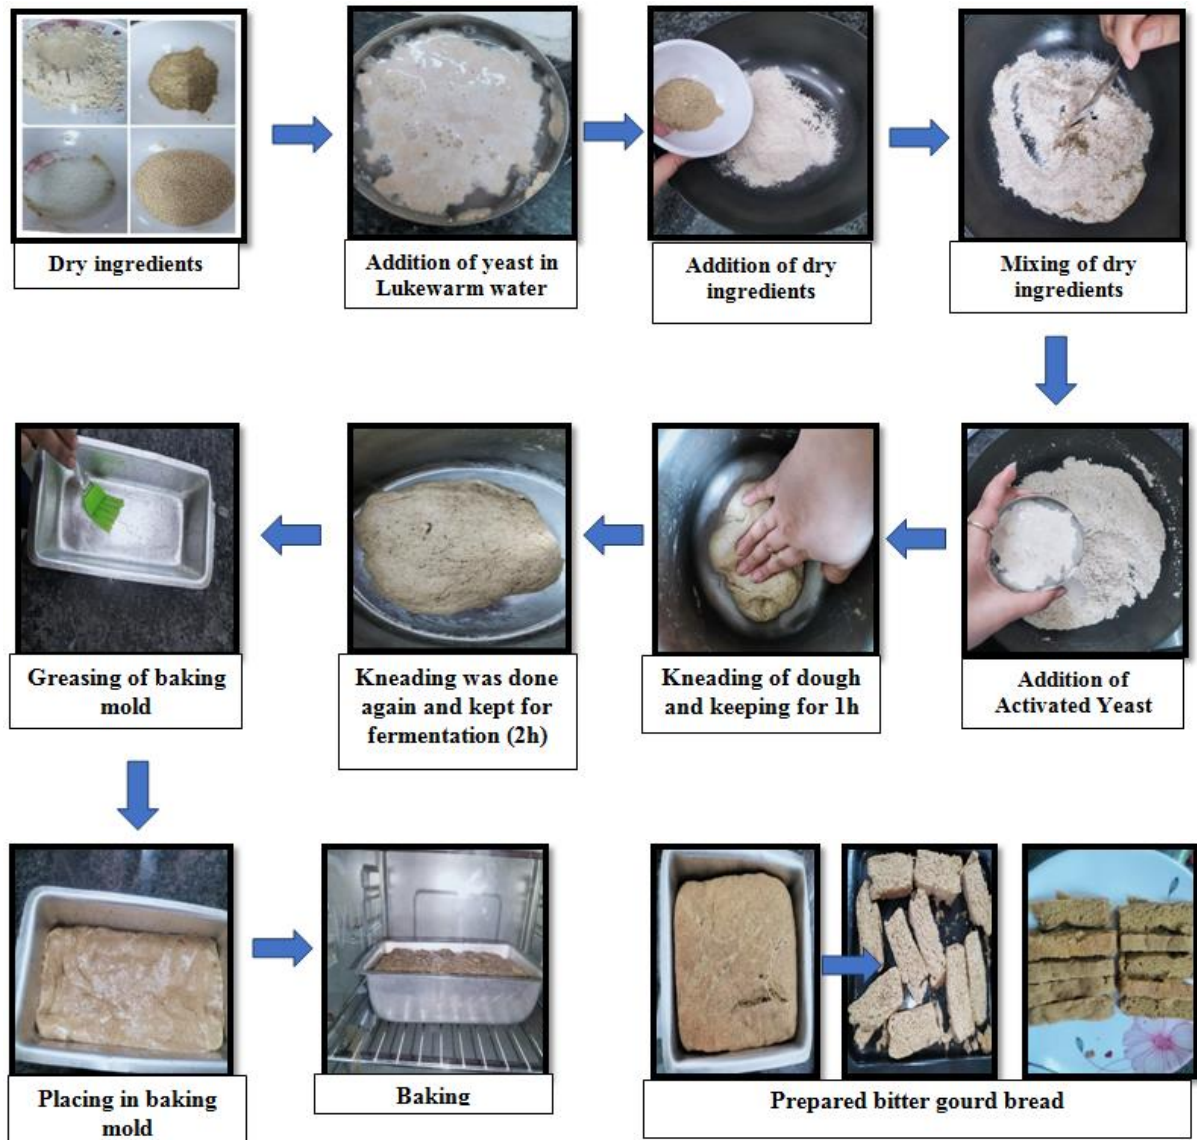 Dry ingredients
Addition of yeast in
Lukewarm water
Addition of dry
ingredients
Mixing of dry
ingredients
Addition of
Activated Yeast
Kneading of dough
and keeping for 1h
Kneading was done
again and kept for
fermentation (2h)
Greasing of baking
mold
Placing in baking
mold
Baking
Prepared bitter gourd bread